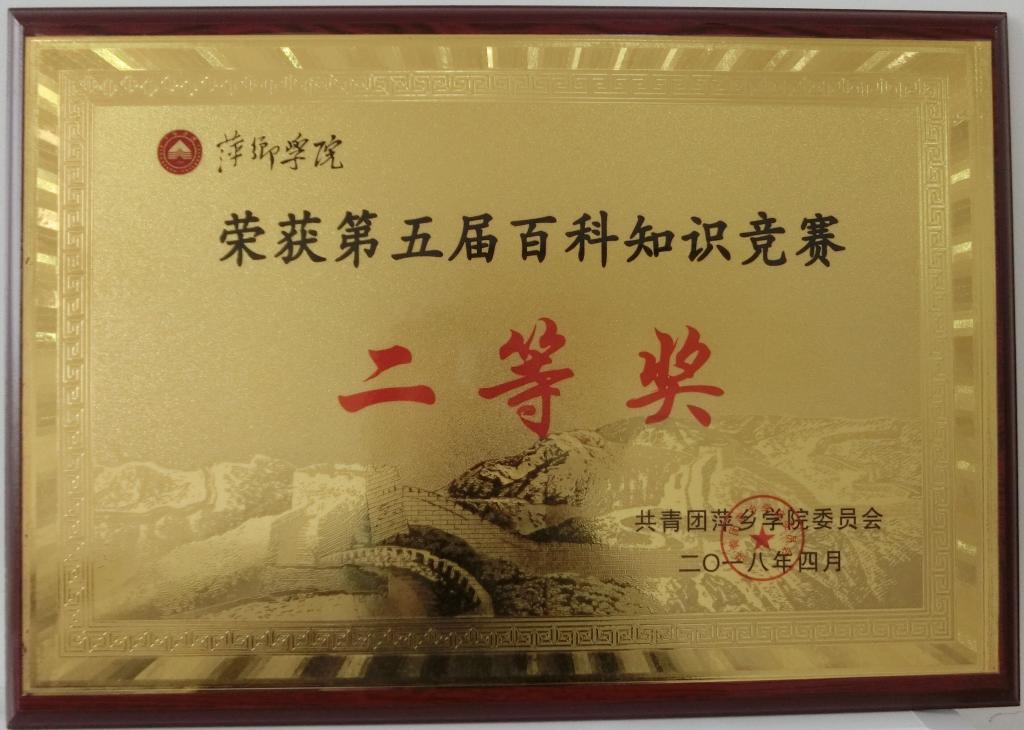 萍鄉学院
荣获第五届百科知识竞赛
二等奖
共青团萍乡学院委员会
二〇一八年四月